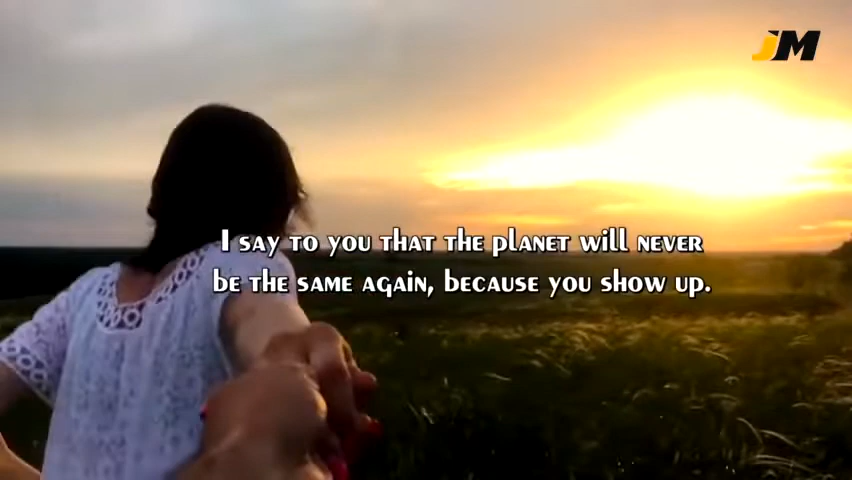 JM
I say to you that the planet will never
be the same again, because you show up.